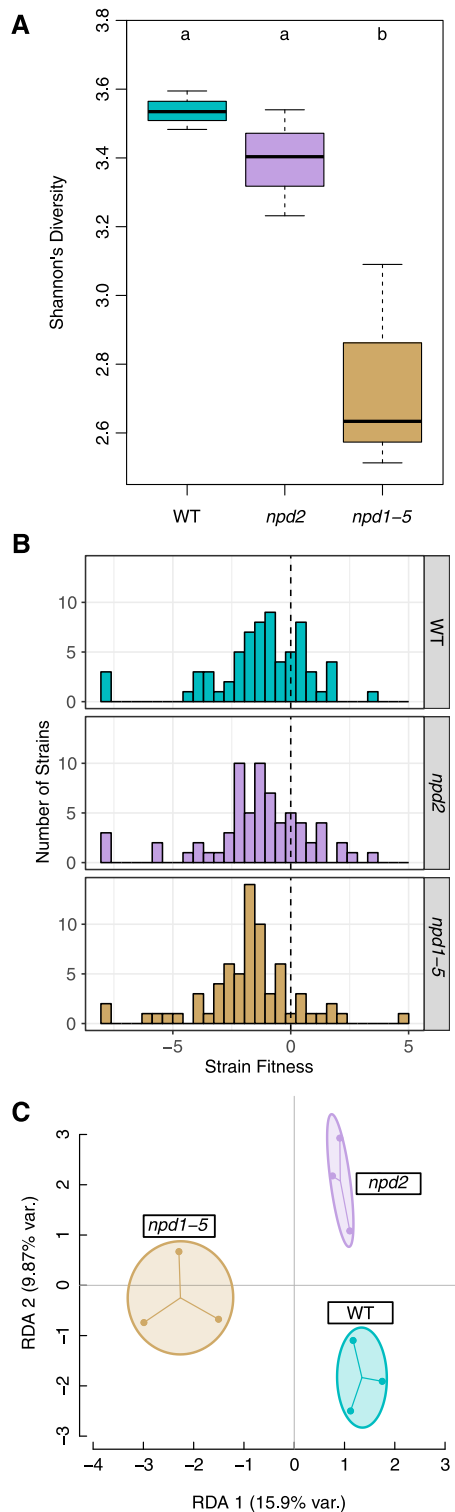 A
a a b
3.8
3.6
3.4
3.2
3.0
2.8
2.6
Shannon's Diversity
WT npd2 npd1−5
B
10
5
0
WT
10
5
0
npd2
10
5
0
npd1−5
Number of Strains
−5 0 5
Strain Fitness
C
3
2
1
0
−1
−2
−3
RDA 2 (9.87% var.)
npd2
npd1−5
WT
−4 −3 −2 −1 0 1 2 3
RDA 1 (15.9% var.)